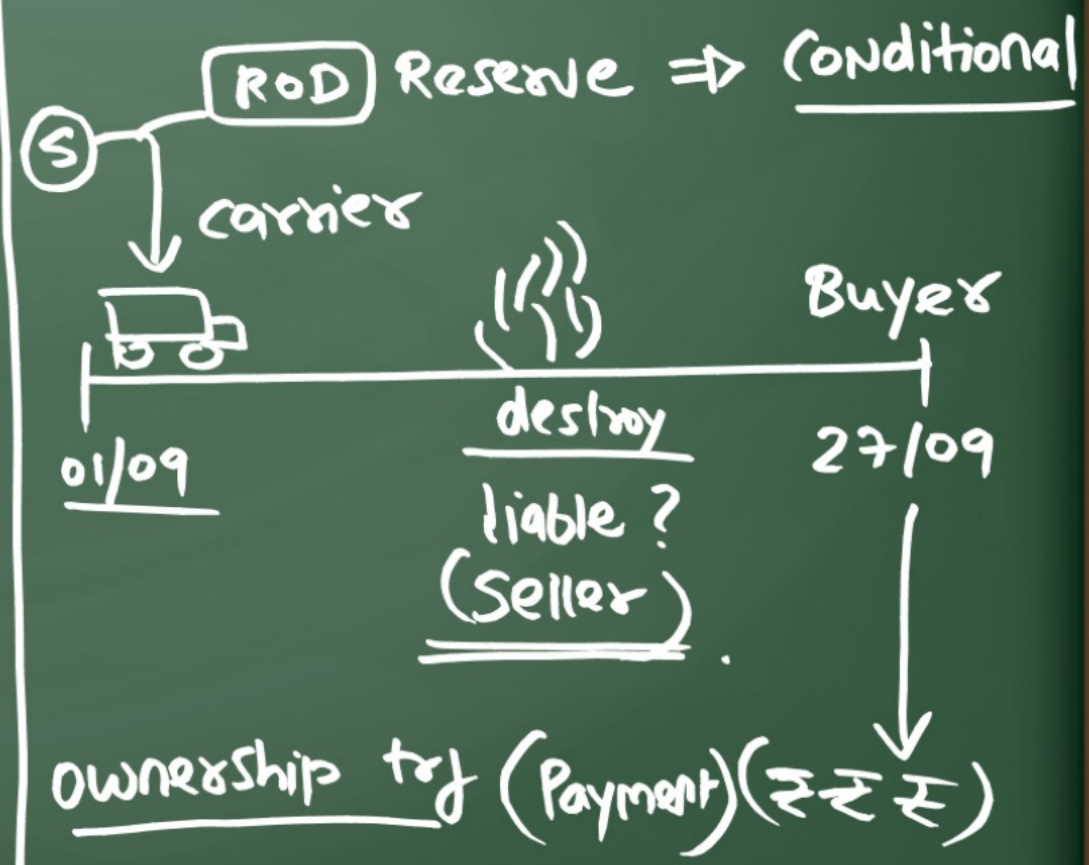 ROD Reserve ⇒ Conditional
S
carrier
Buyer
destroy
01/09
27/09
liable ?
(Seller)
ownership trf (Payment) (₹ ₹ ₹)